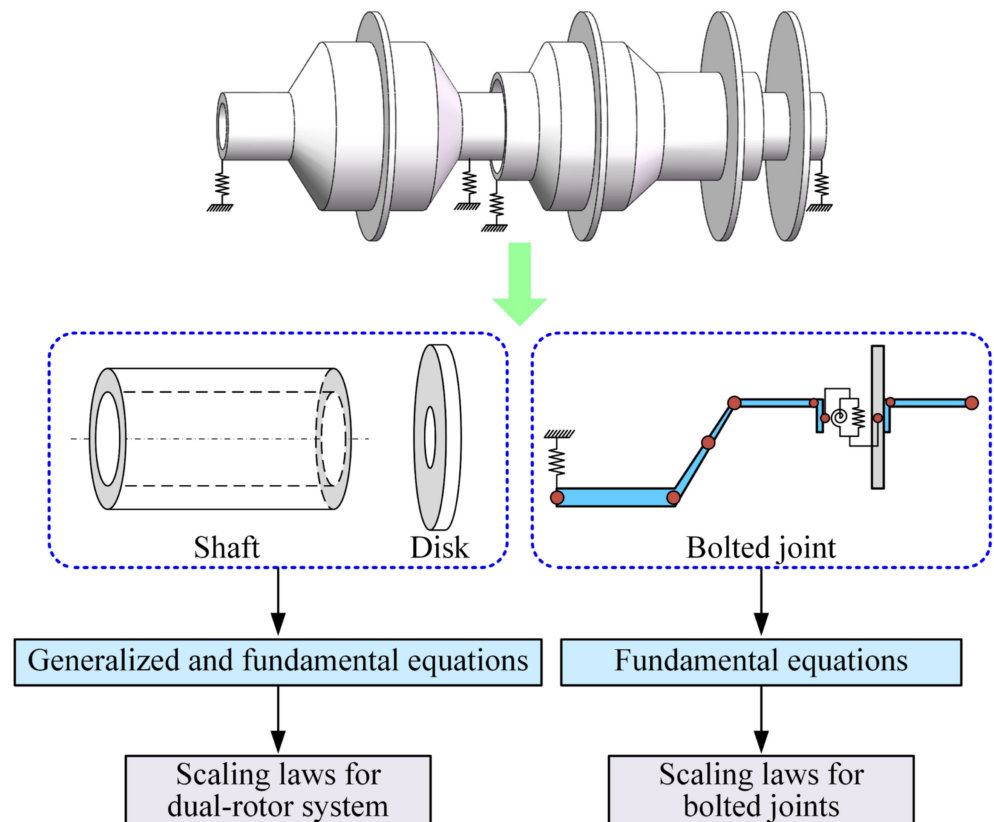 Shaft
Disk
Bolted joint
Generalized and fundamental equations
Fundamental equations
Scaling laws for
dual-rotor system
Scaling laws for
bolted joints